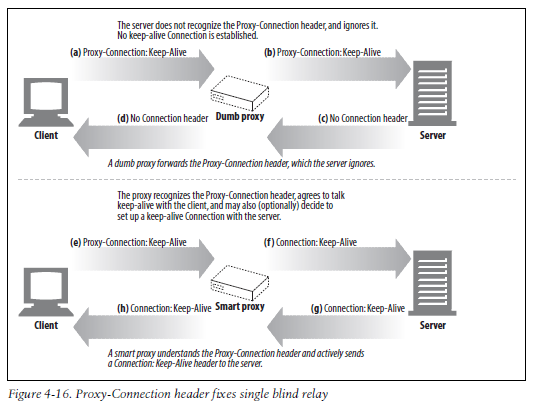 The server does not recognize the Proxy-Connection header, and ignores it.
No keep-alive Connection is established.
(a) Proxy-Connection: Keep-Alive
(b) Proxy-Connection: Keep-Alive
(d) No Connection header
Dumb proxy
(c) No Connection header
Client
Server
A dumb proxy forwards the Proxy-Connection header, which the server ignores.
The proxy recognizes the Proxy-Connection header, agrees to talk
keep-alive with the client, and may also (optionally) decide to
set up a keep-alive Connection with the server.
(e) Proxy-Connection: Keep-Alive
(f) Connection: Keep-Alive
(h) Connection: Keep-Alive
Smart proxy
(g) Connection: Keep-Alive
Client
Server
A smart proxy understands the Proxy-Connection header and actively sends
a Connection: Keep-Alive header to the server.
Figure 4-16. Proxy-Connection header fixes single blind relay